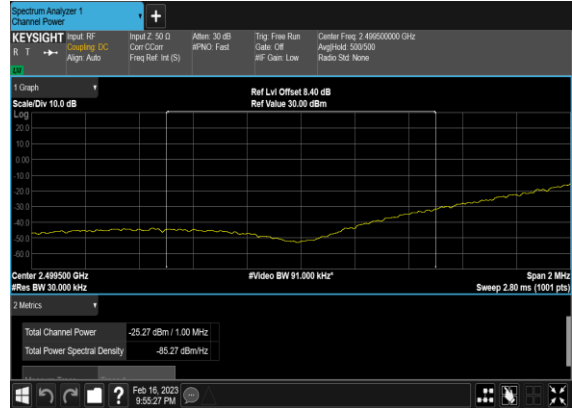 Spectrum Analyzer 1
Channel Power
+
KEYSIGHT
R T
Input: RF
Coupling: DC
Align: Auto
Input Z: 50 Ω
Corr CCorr
Freq Ref: Int (S)
Atten: 30 dB
#PNO: Fast
Trig: Free Run
Gate: Off
#IF Gain: Low
Center Freq: 2.499500000 GHz
Avg|Hold: 500/500
Radio Std: None
1 Graph
Scale/Div 10.0 dB
Ref Lvl Offset 8.40 dB
Ref Value 30.00 dBm
Log
20.0
10.0
0.00
-10.0
-20.0
-30.0
-40.0
-50.0
-60.0
Center 2.499500 GHz
#Video BW 91.000 kHz*
Span 2 MHz
#Res BW 30.000 kHz
Sweep 2.80 ms (1001 pts)
2 Metrics
Total Channel Power -25.27 dBm / 1.00 MHz
Total Power Spectral Density -85.27 dBm/Hz
?
Feb 16, 2023
9:55:27 PM